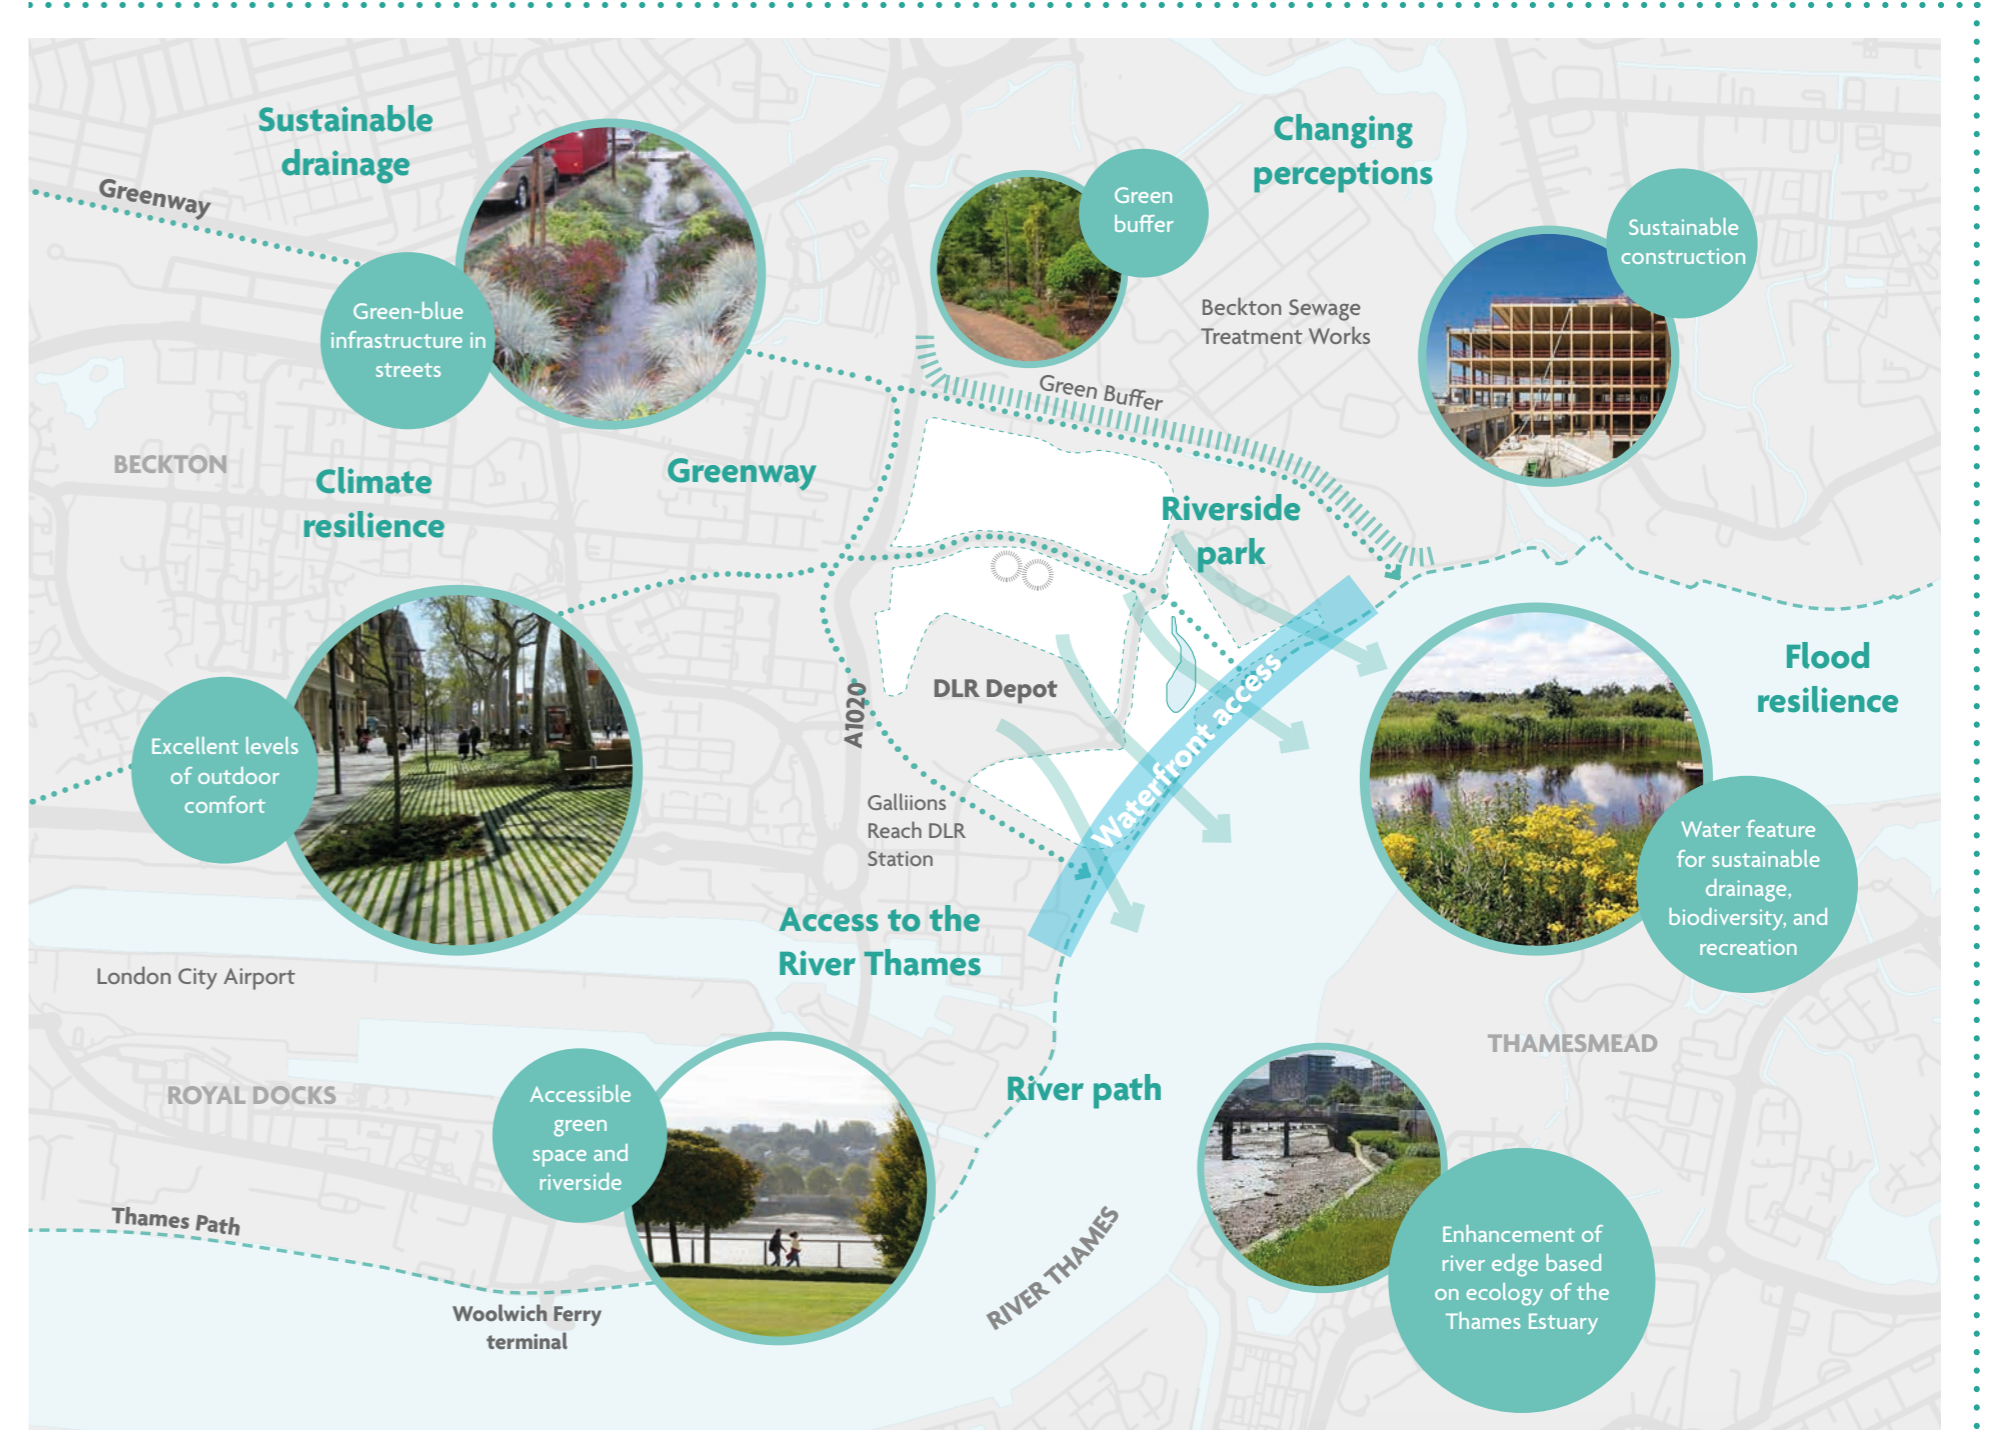 Sustainable
drainage
Greenway
Green-blue
infrastructure in
streets
Green
buffer
Changing
perceptions
Sustainable
construction
Beckton Sewage
Treatment Works
Green Buffer
BECKTON
Climate
resilience
Greenway
Riverside
park
Excellent levels
of outdoor
comfort
A1020
DLR Depot
Waterfront access
Galliions
Reach DLR
Station
Flood
resilience
Water feature
for sustainable
drainage,
biodiversity, and
recreation
Access to the
River Thames
London City Airport
ROYAL DOCKS
Accessible
green
space and
riverside
River path
THAMESMEAD
Thames Path
Woolwich Ferry
terminal
RIVER THAMES
Enhancement of
river edge based
on ecology of the
Thames Estuary